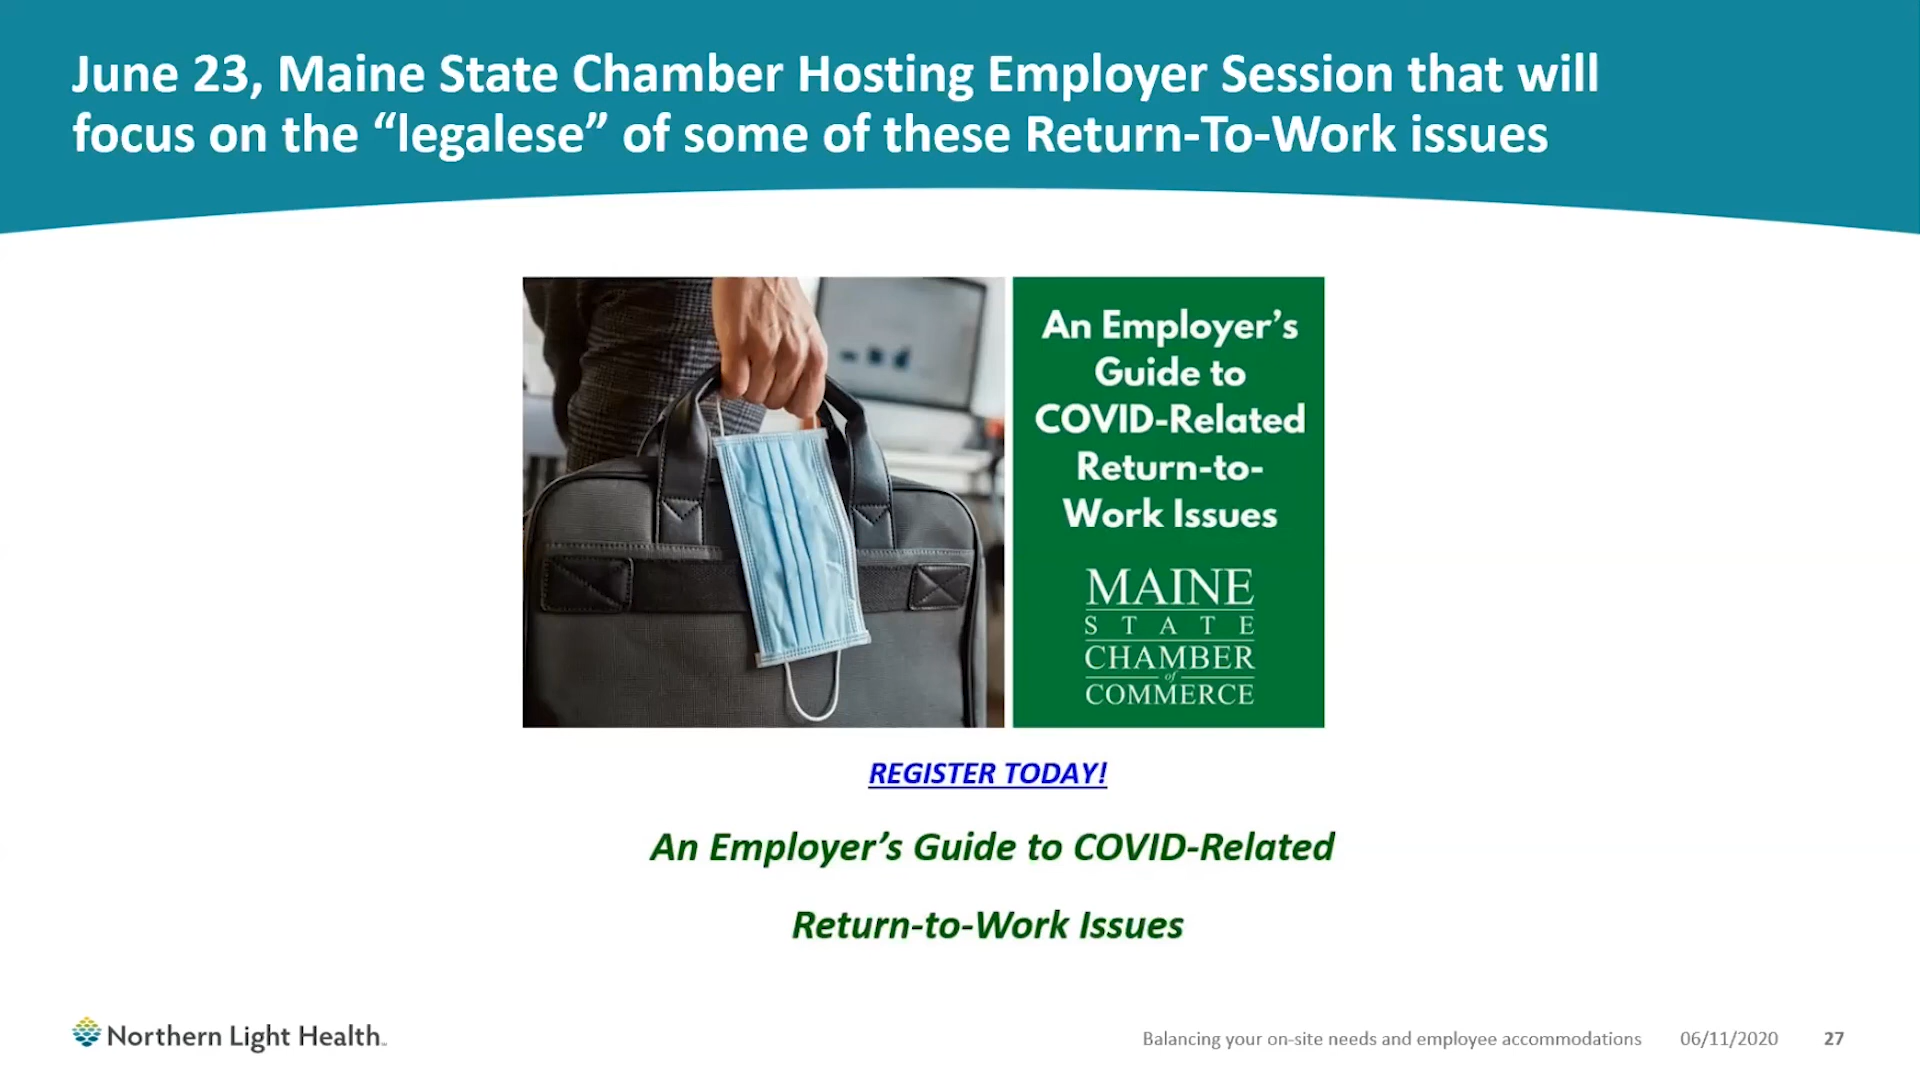 June 23, Maine State Chamber Hosting Employer Session that will
focus on the “legalese” of some of these Return-To-Work issues
An Employer’s
Guide to
COVID-Related
Return-to-
Work Issues
MAINE
STATE
CHAMBER
of
COMMERCE
REGISTER TODAY!
An Employer’s Guide to COVID-Related
Return-to-Work Issues
Northern Light Health
Balancing your on-site needs and employee accommodations 06/11/2020 27